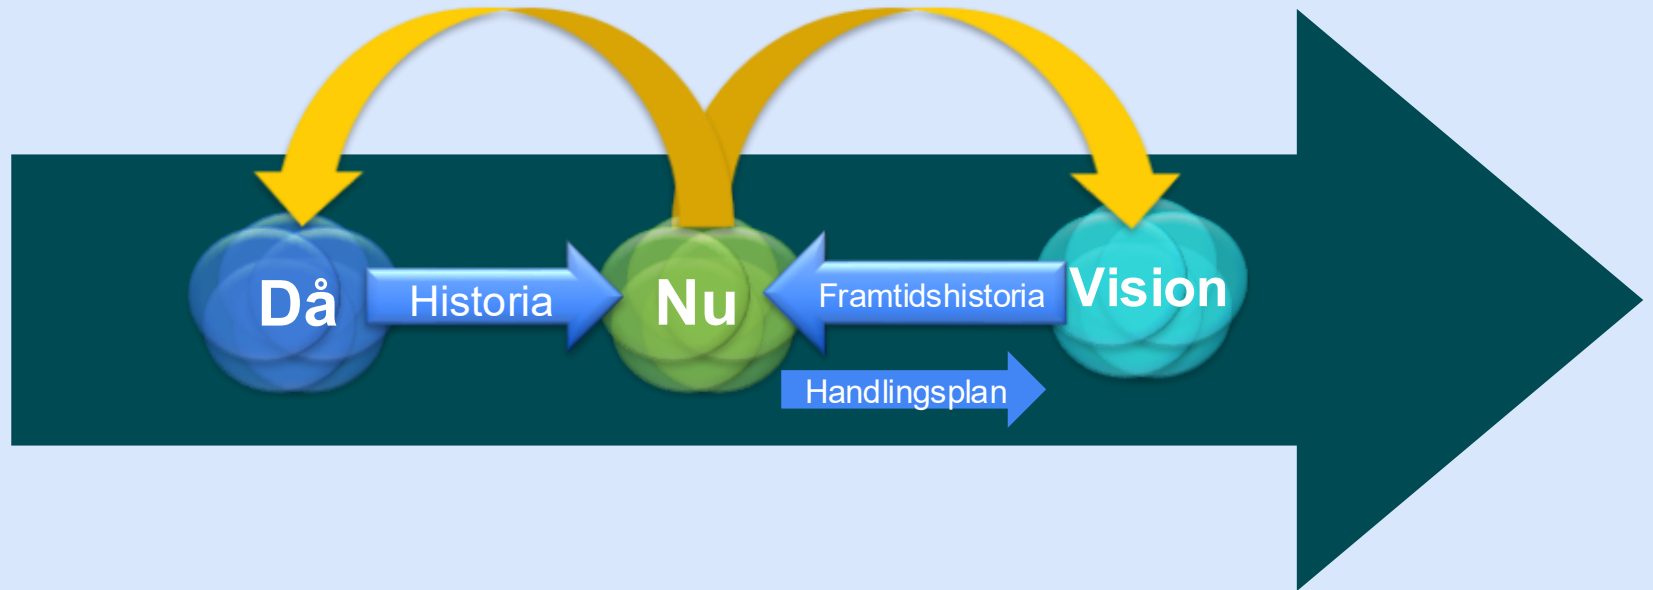 Då
Historia
Nu
Framtidshistoria
Vision
Handlingsplan